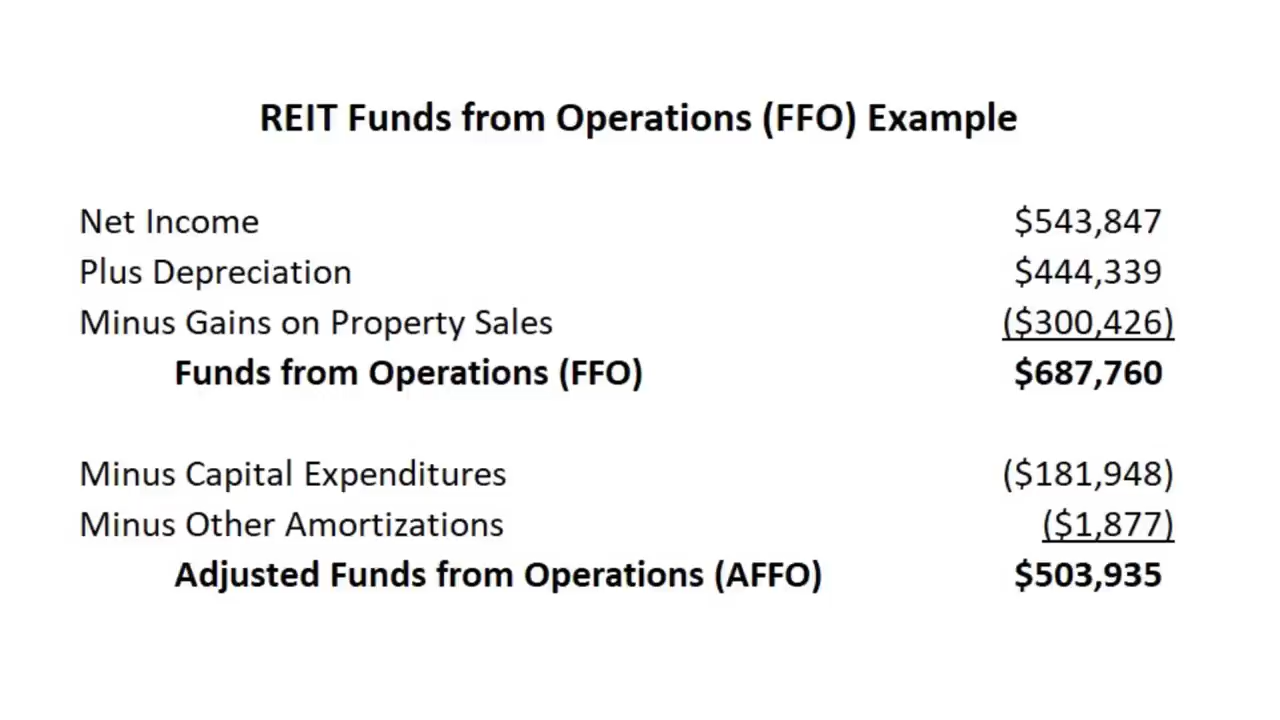 REIT Funds from Operations (FFO) Example
Net Income $543,847
Plus Depreciation $444,339
Minus Gains on Property Sales ($300,426)
Funds from Operations (FFO) $687,760
Minus Capital Expenditures ($181,948)
Minus Other Amortizations ($1,877)
Adjusted Funds from Operations (AFFO) $503,935